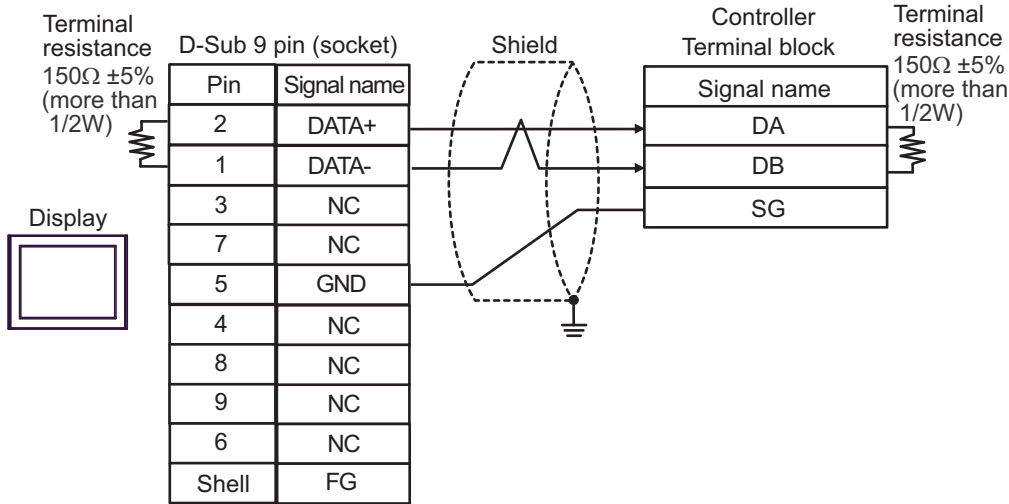 Terminal
resistance
150Ω ±5%
(more than
1/2W)
D-Sub 9 pin (socket)
Pin Signal name
2 DATA+
1 DATA-
3 NC
7 NC
5 GND
4 NC
8 NC
9 NC
6 NC
Shell FG
Display
Shield
Controller
Terminal block
Signal name
DA
DB
SG
Terminal
resistance
150Ω ±5%
(more than
1/2W)